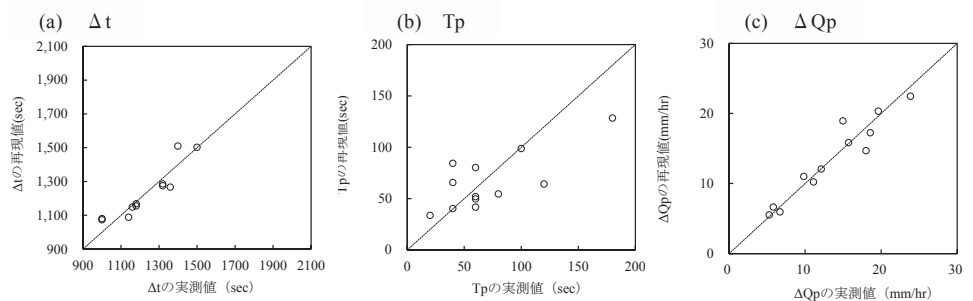 (a) Δt
2,100
1,900
1,700
1,500
1,300
1,100
900
Δtの再現値(sec)
900 1100 1300 1500 1700 1900 2100
Δtの実測値（sec)
(b) Tp
200
150
100
50
0
Tpの再現値(sec)
0 50 100 150 200
Tpの実測値（sec)
(c) ΔQp
30
20
10
0
ΔQpの再現値(mm/hr)
0 10 20 30
ΔQpの実測値（mm/hr)